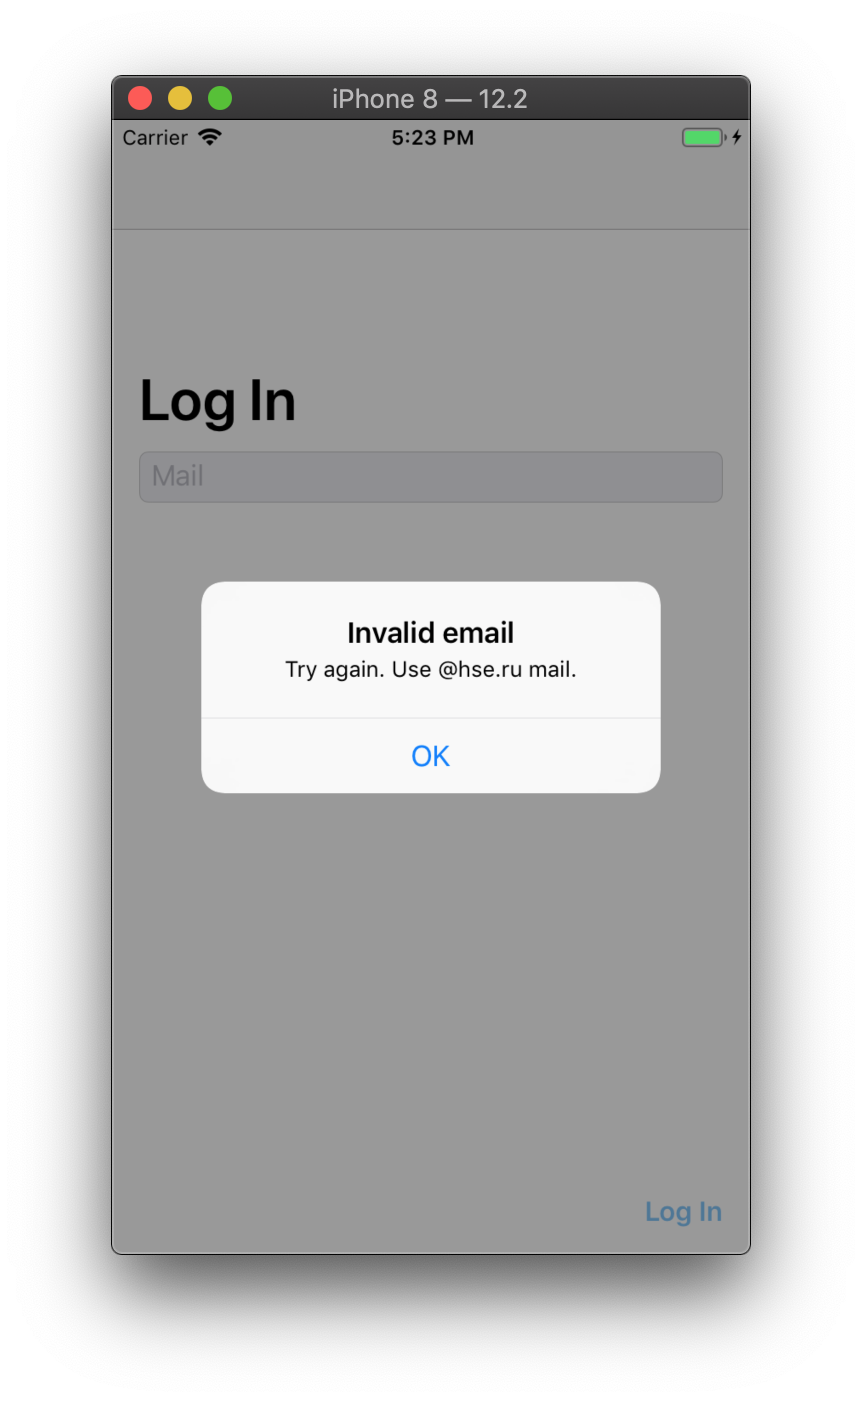 iPhone 8 — 12.2
Carrier 5:23 PM
Log In
Mail
Invalid email
Try again. Use @hse.ru mail.
OK
Log In